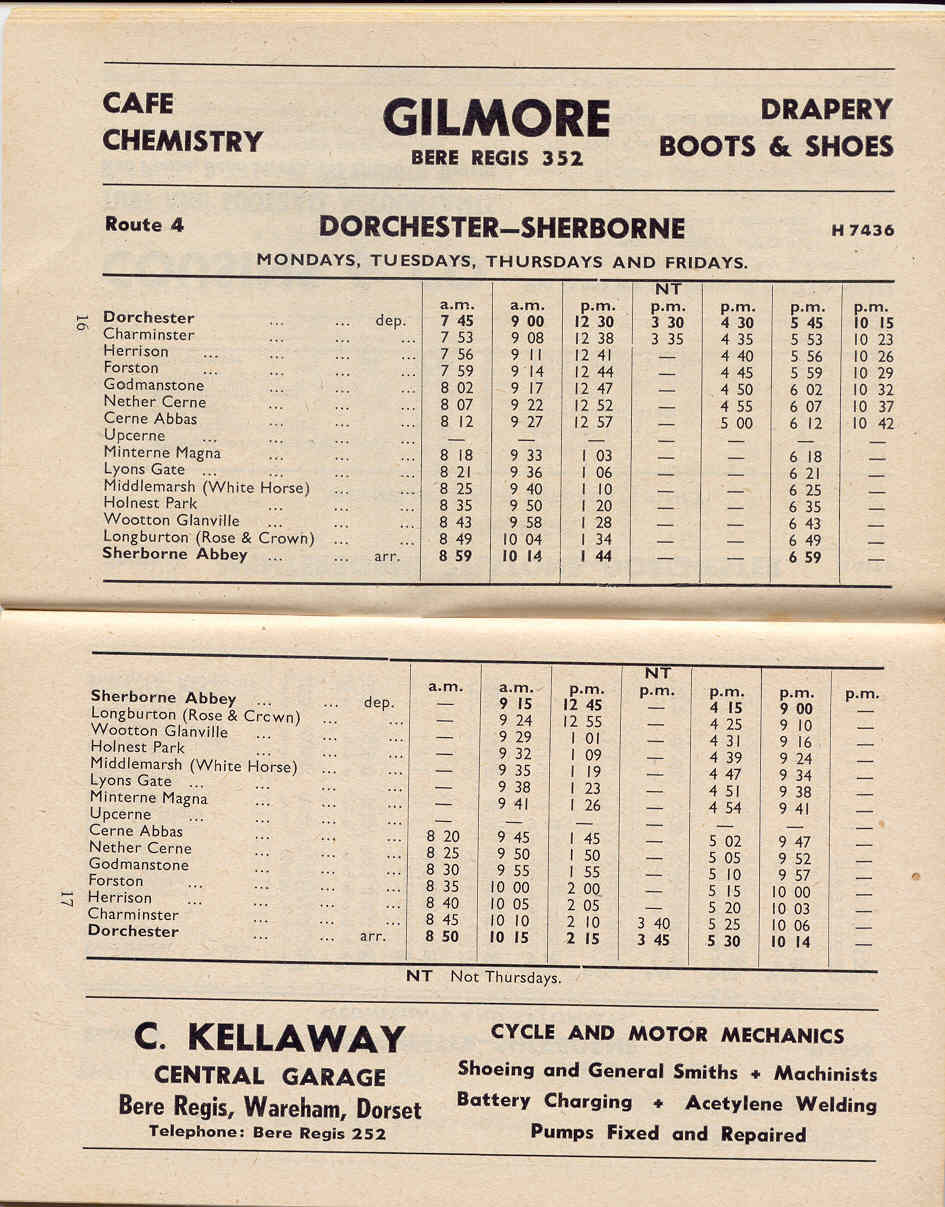 CAFE GILMORE DRAPERY
CHEMISTRY BERE REGIS 352 BOOTS & SHOES
Route 4 DORCHESTER—SHERBORNE H 7436
MONDAYS, TUESDAYS, THURSDAYS AND FRIDAYS.
NT
a.m. a.m. p.m. p.m. p.m. p.m. p.m.
Dorchester ... ... dep. 7 45 9 00 12 30 3 30 4 30 5 45 10 15
Charminster ... ... ... 7 53 9 08 12 38 3 35 4 35 5 53 10 23
Herrison ... ... ... ... 7 56 9 11 12 41 — 4 40 5 56 10 26
Forston ... ... ... ... 7 59 9 14 12 44 — 4 45 5 59 10 29
Godmanstone ... ... ... 8 02 9 17 12 47 — 4 50 6 02 10 32
Nether Cerne ... ... ... 8 07 9 22 12 52 — 4 55 6 07 10 37
Cerne Abbas ... ... ... 8 12 9 27 12 57 — 5 00 6 12 10 42
Upcerne ... ... ... ... — — — — — — —
Minterne Magna ... ... ... 8 18 9 33 1 03 — — 6 18 —
Lyons Gate ... ... ... ... 8 21 9 36 1 06 — — 6 21 —
Middlemarsh (White Horse) ... ... 8 25 9 40 1 10 — — 6 25 —
Holnest Park ... ... ... 8 35 9 50 1 20 — — 6 35 —
Wootton Glanville ... ... ... 8 43 9 58 1 28 — — 6 43 —
Longburton (Rose & Crown) ... ... 8 49 10 04 1 34 — — 6 49 —
Sherborne Abbey ... ... arr. 8 59 10 14 1 44 — — 6 59 —
16
NT
a.m. a.m. p.m. p.m. p.m. p.m. p.m.
Sherborne Abbey ... ... dep. — 9 15 12 45 — 4 15 9 00 —
Longburton (Rose & Crcwn) ... ... — 9 24 12 55 — 4 25 9 10 —
Wootton Glanville ... ... ... — 9 29 1 01 — 4 31 9 16 —
Holnest Park ... ... ... — 9 32 1 09 — 4 39 9 24 —
Middlemarsh (White Horse) ... ... — 9 35 1 19 — 4 47 9 34 —
Lyons Gate ... ... ... ... — 9 38 1 23 — 4 51 9 38 —
Minterne Magna ... ... ... — 9 41 1 26 — 4 54 9 41 —
Upcerne ... ... ... ... — — — — — — —
Cerne Abbas ... ... ... 8 20 9 45 1 45 — 5 02 9 47 —
Nether Cerne ... ... ... 8 25 9 50 1 50 — 5 05 9 52 —
Godmanstone ... ... ... 8 30 9 55 1 55 — 5 10 9 57 —
Forston ... ... ... ... 8 35 10 00 2 00 — 5 15 10 00 —
Herrison ... ... ... ... 8 40 10 05 2 05 — 5 20 10 03 —
Charminster ... ... ... 8 45 10 10 2 10 3 40 5 25 10 06 —
Dorchester ... ... arr. 8 50 10 15 2 15 3 45 5 30 10 14 —
17
NT Not Thursdays.
C. KELLAWAY
CENTRAL GARAGE
Bere Regis, Wareham, Dorset
Telephone: Bere Regis 252
CYCLE AND MOTOR MECHANICS
Shoeing and General Smiths + Machinists
Battery Charging + Acetylene Welding
Pumps Fixed and Repaired